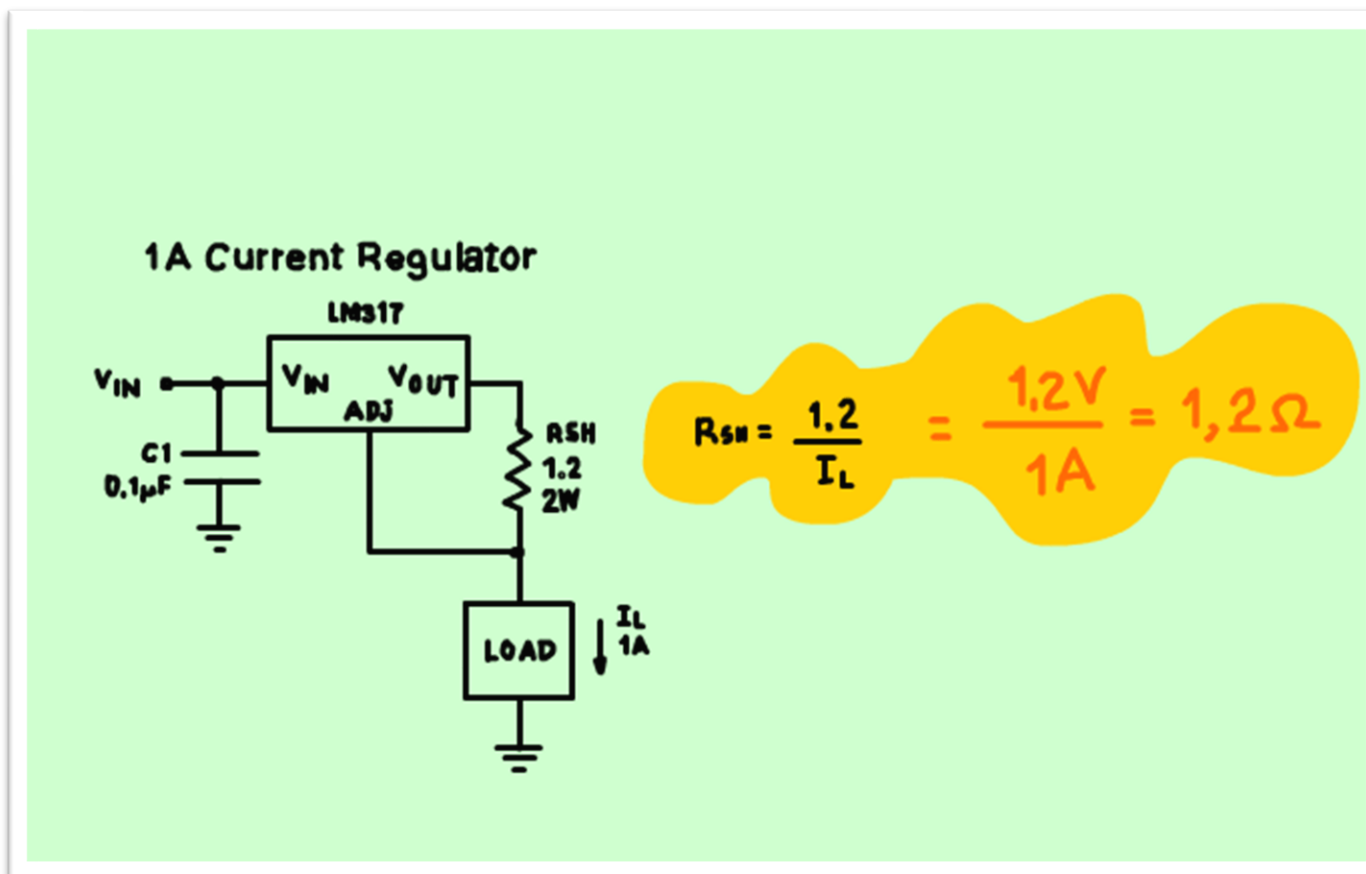 1A Current Regulator
LM317
VIN
VIN
VOUT
ADJ
C1
0.1µF
RSH
1.2
2W
LOAD
IL
1A
RSH = 1.2 / IL = 1.2V / 1A = 1,2Ω